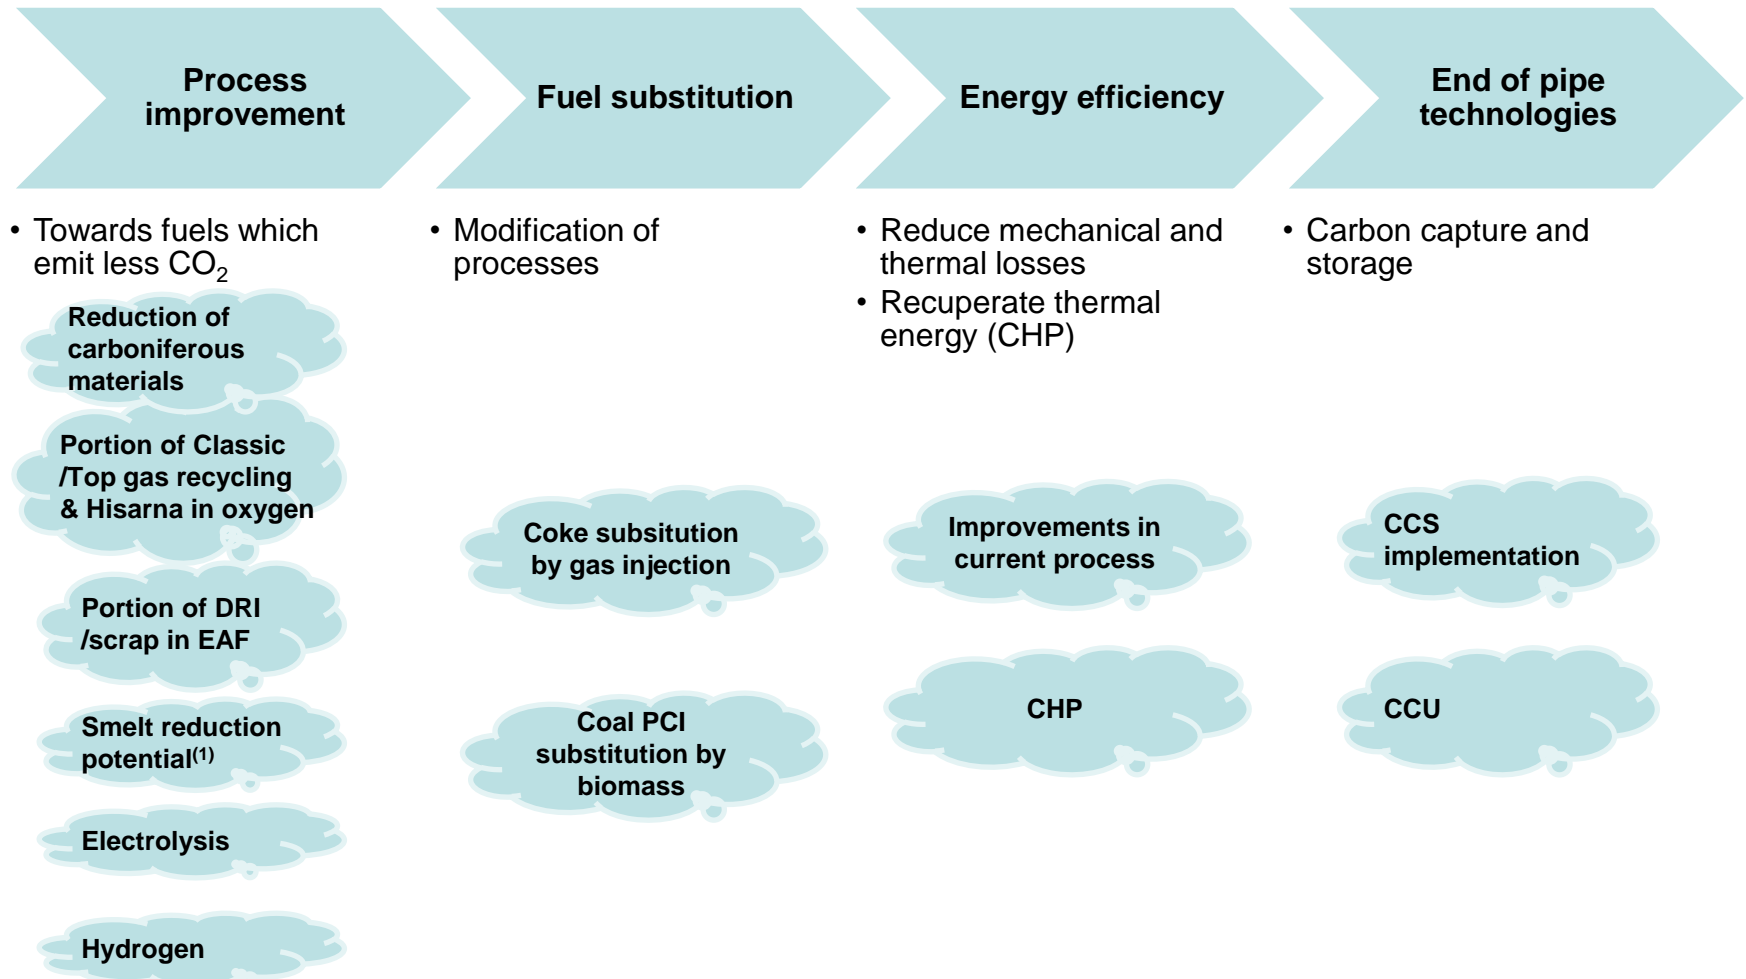 Process
improvement
Fuel substitution
Energy efficiency
End of pipe
technologies
• Towards fuels which
emit less CO₂
Reduction of
carboniferous
materials
Portion of Classic
/Top gas recycling
& Hisarna in oxygen
Portion of DRI
/scrap in EAF
Smelt reduction
potential⁽¹⁾
Electrolysis
Hydrogen
• Modification of
processes
Coke subsitution
by gas injection
Coal PCI
substitution by
biomass
• Reduce mechanical and
thermal losses
• Recuperate thermal
energy (CHP)
Improvements in
current process
CHP
• Carbon capture and
storage
CCS
implementation
CCU